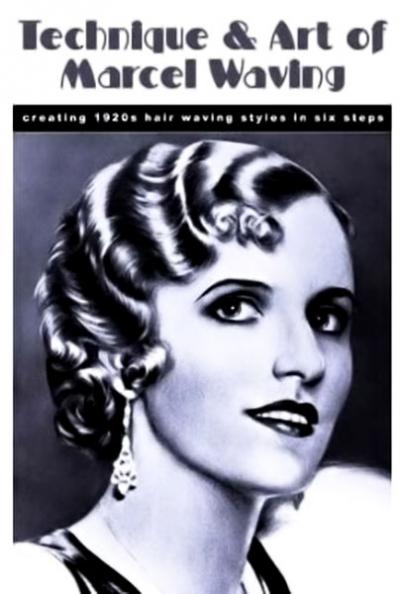 Technique & Art of
Marcel Waving
creating 1920s hair waving styles in six steps